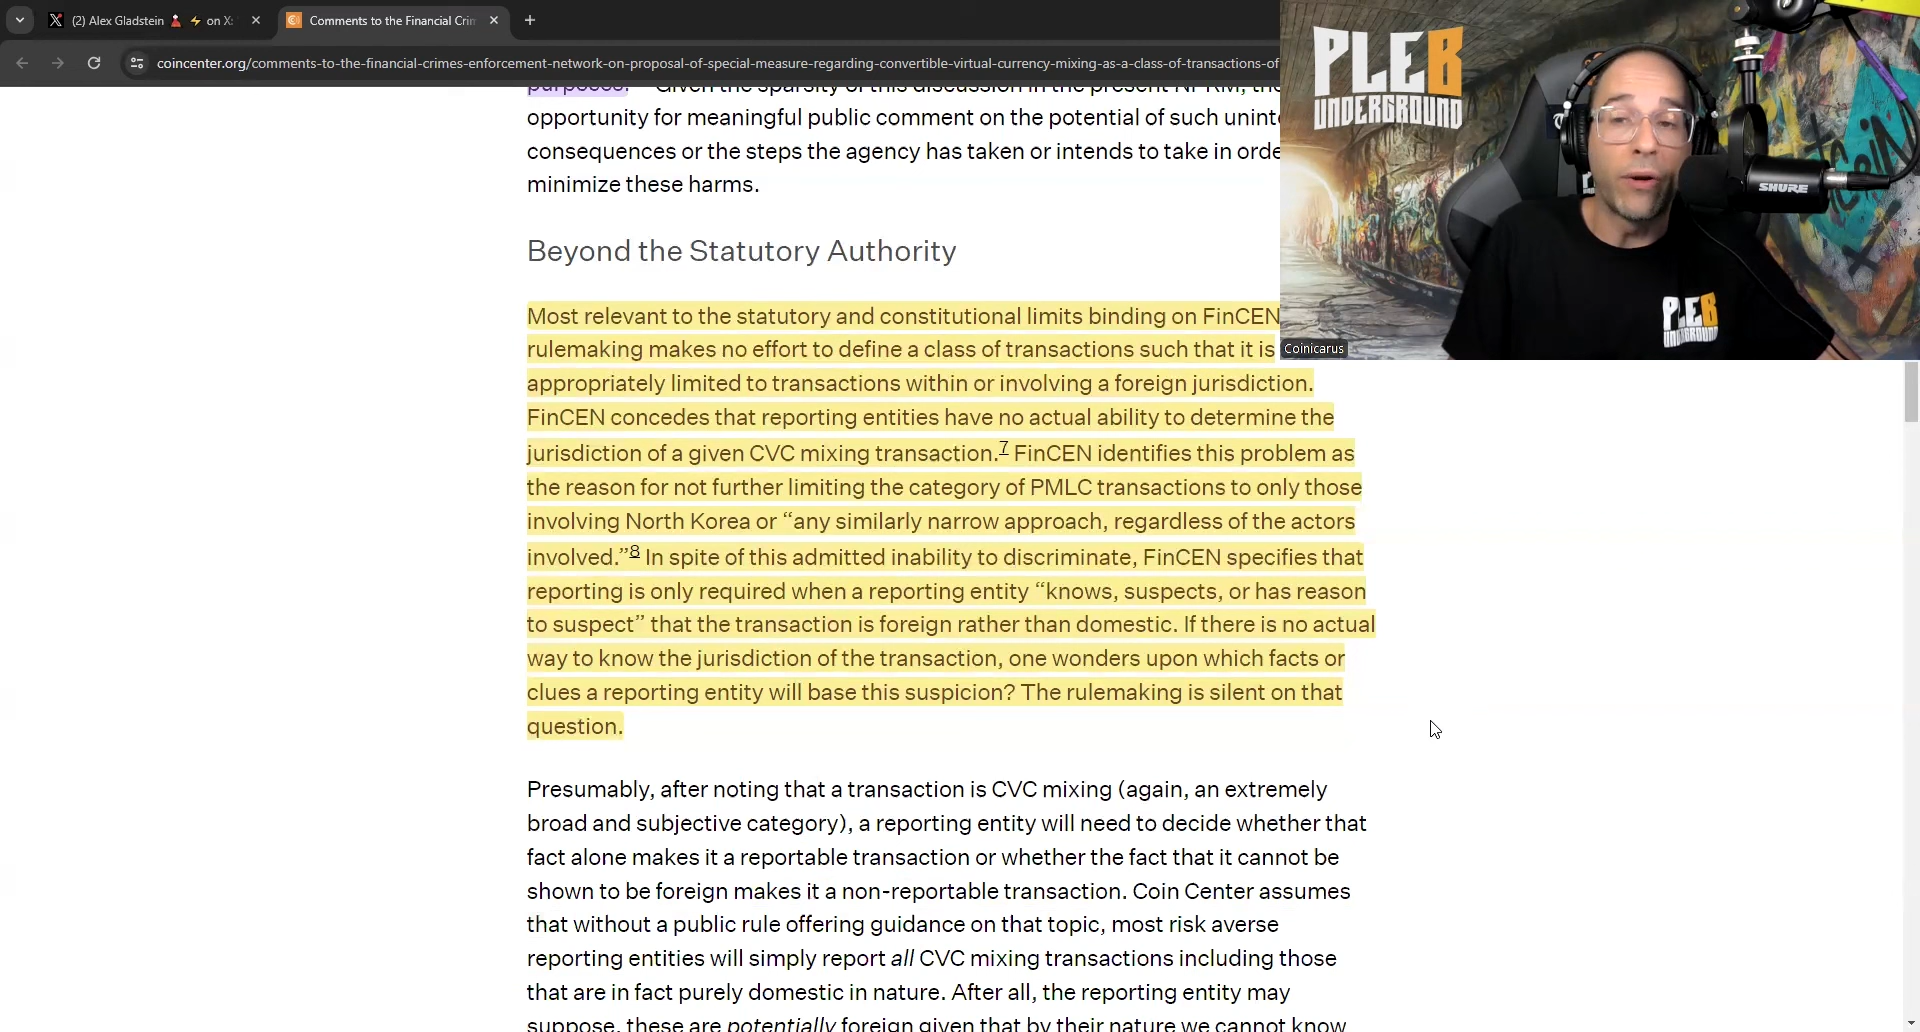 (2) Alex Gladstein on X:
Comments to the Financial Crim
coincenter.org/comments-to-the-financial-crimes-enforcement-network-on-proposal-of-special-measure-regarding-convertible-virtual-currency-mixing-as-a-class-of-transactions-of
PLEB
UNDERGROUND
SHURE
PLEB
UNDERGROUND
Coinicarus
purposes. Given the sparsity of this discussion in the present NPRM, the
opportunity for meaningful public comment on the potential of such unint
consequences or the steps the agency has taken or intends to take in orde
minimize these harms.
Beyond the Statutory Authority
Most relevant to the statutory and constitutional limits binding on FinCEN
rulemaking makes no effort to define a class of transactions such that it is
appropriately limited to transactions within or involving a foreign jurisdiction.
FinCEN concedes that reporting entities have no actual ability to determine the
jurisdiction of a given CVC mixing transaction.7 FinCEN identifies this problem as
the reason for not further limiting the category of PMLC transactions to only those
involving North Korea or “any similarly narrow approach, regardless of the actors
involved.”8 In spite of this admitted inability to discriminate, FinCEN specifies that
reporting is only required when a reporting entity “knows, suspects, or has reason
to suspect” that the transaction is foreign rather than domestic. If there is no actual
way to know the jurisdiction of the transaction, one wonders upon which facts or
clues a reporting entity will base this suspicion? The rulemaking is silent on that
question.
Presumably, after noting that a transaction is CVC mixing (again, an extremely
broad and subjective category), a reporting entity will need to decide whether that
fact alone makes it a reportable transaction or whether the fact that it cannot be
shown to be foreign makes it a non-reportable transaction. Coin Center assumes
that without a public rule offering guidance on that topic, most risk averse
reporting entities will simply report all CVC mixing transactions including those
that are in fact purely domestic in nature. After all, the reporting entity may
suppose, these are potentially foreign given that by their nature we cannot know